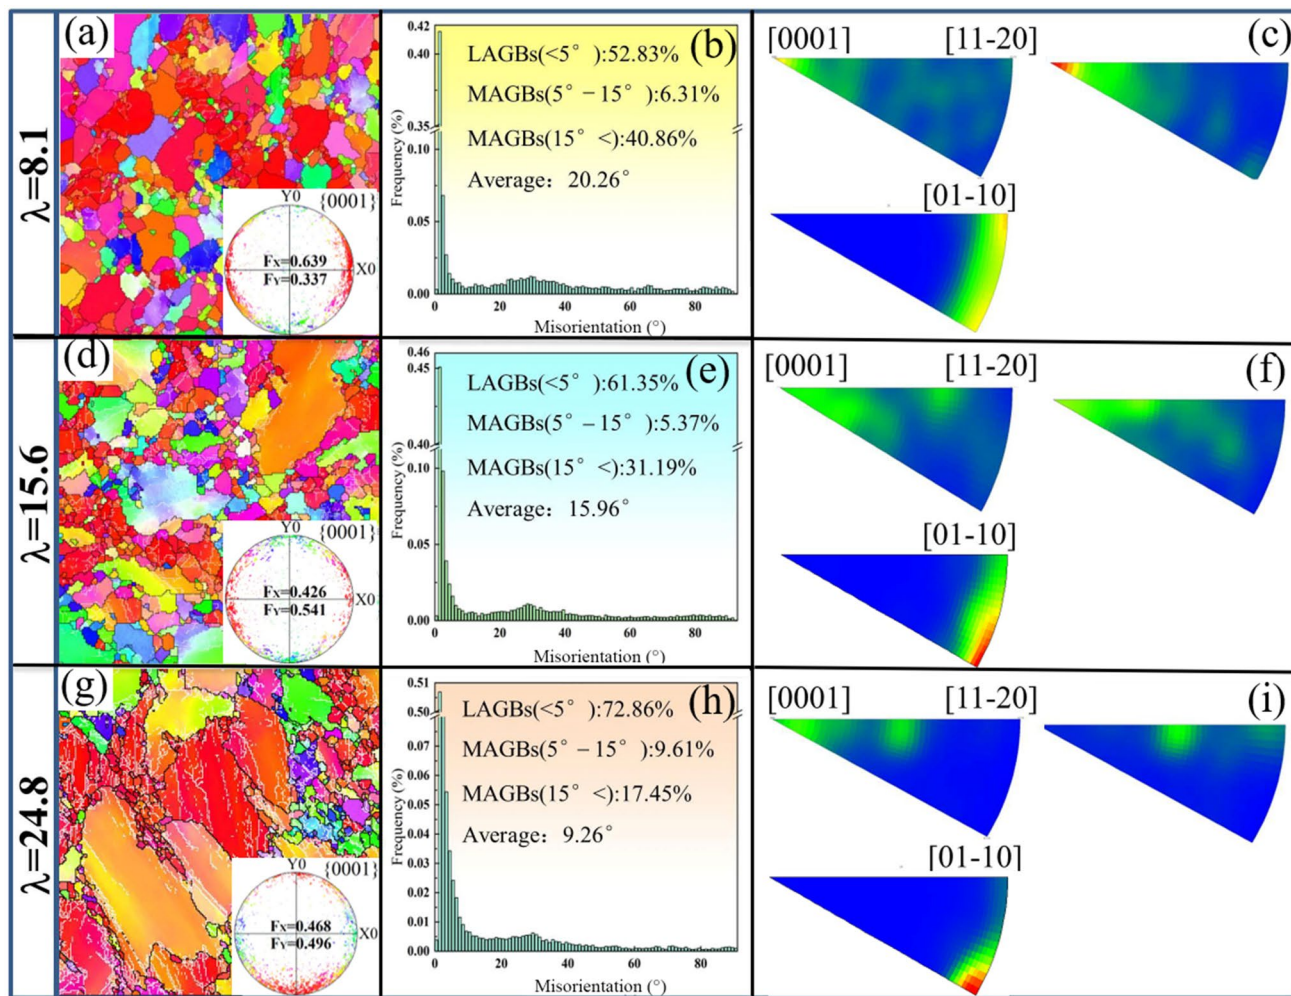 λ=8.1
(a)
Y0
{0001}
FX=0.639
FY=0.337
X0
(b)
LAGBs(<5° ):52.83%
MAGBs(5°−15° ):6.31%
MAGBs(15° <):40.86%
Average: 20.26°
Frequency (%)
0.42
0.40
0.35
0.10
0.05
0.00
0 20 40 60 80
Misorientation (°)
(c)
[0001] [11-20]
[01-10]
λ=15.6
(d)
Y0
{0001}
FX=0.426
FY=0.541
X0
(e)
LAGBs(<5° ):61.35%
MAGBs(5°−15° ):5.37%
MAGBs(15° <):31.19%
Average: 15.96°
Frequency (%)
0.46
0.45
0.40
0.10
0.05
0.00
0 20 40 60 80
Misorientation (°)
(f)
[0001] [11-20]
[01-10]
λ=24.8
(g)
Y0
{0001}
FX=0.468
FY=0.496
X0
(h)
LAGBs(<5° ):72.86%
MAGBs(5°−15° ):9.61%
MAGBs(15° <):17.45%
Average: 9.26°
Frequency (%)
0.51
0.50
0.07
0.06
0.05
0.04
0.03
0.02
0.01
0.00
0 20 40 60 80
Misorientation (°)
(i)
[0001] [11-20]
[01-10]